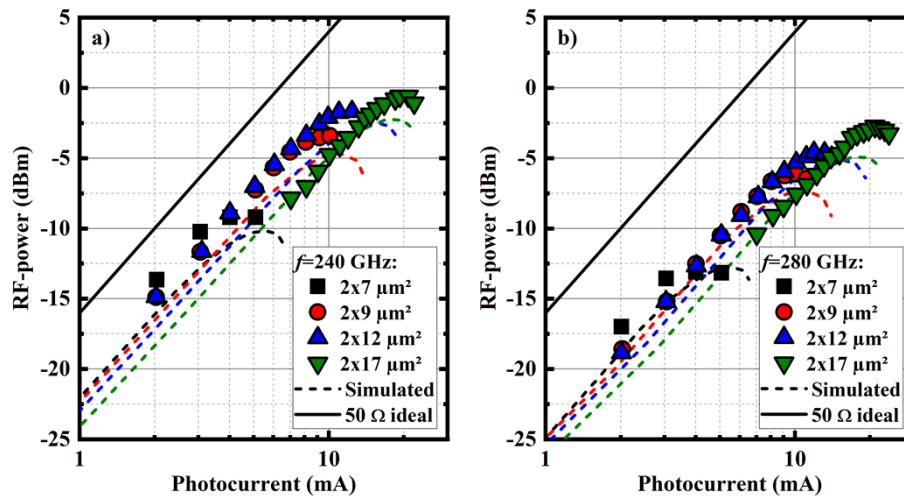 a)
RF-power (dBm)
5
0
-5
-10
-15
-20
-25
1
10
Photocurrent (mA)
f=240 GHz:
2x7 µm²
2x9 µm²
2x12 µm²
2x17 µm²
Simulated
50 Ω ideal
b)
RF-power (dBm)
5
0
-5
-10
-15
-20
-25
1
10
Photocurrent (mA)
f=280 GHz:
2x7 µm²
2x9 µm²
2x12 µm²
2x17 µm²
Simulated
50 Ω ideal